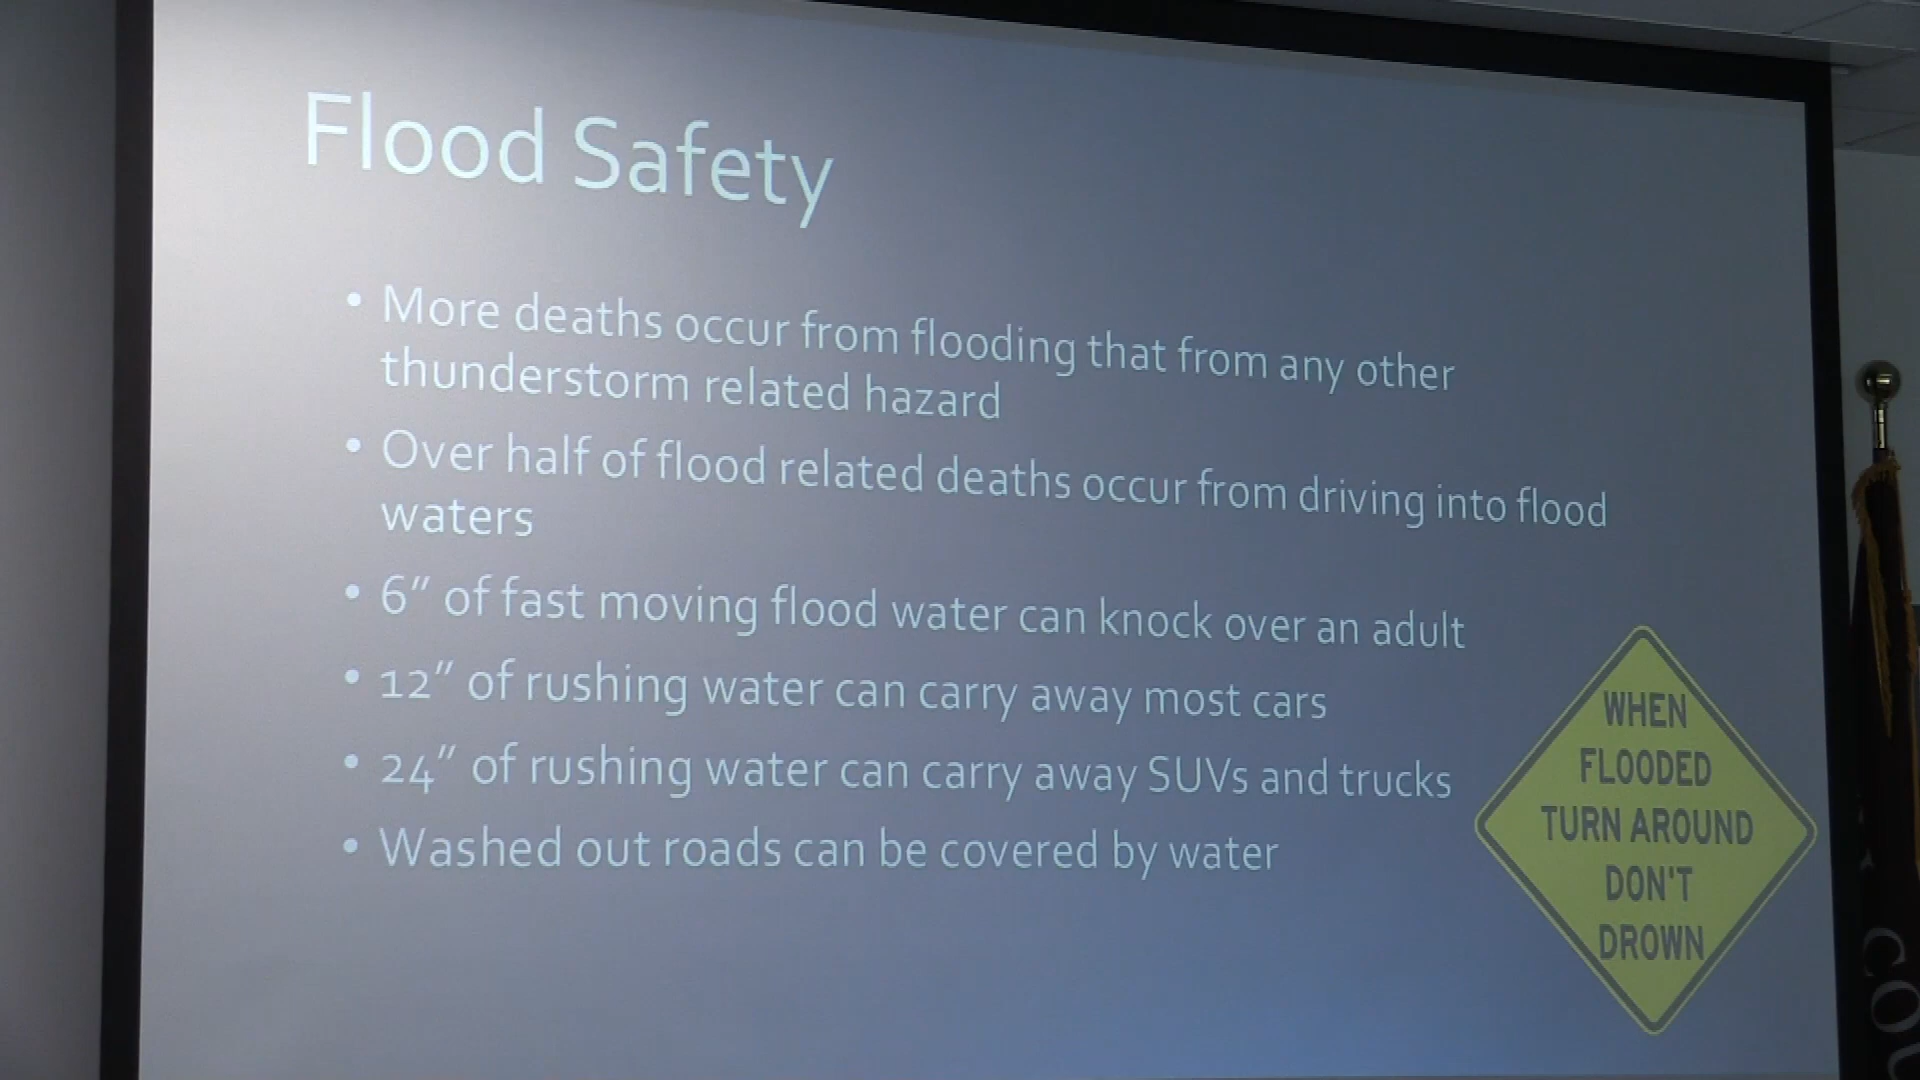 Flood Safety
• More deaths occur from flooding that from any other
thunderstorm related hazard
• Over half of flood related deaths occur from driving into flood
waters
• 6" of fast moving flood water can knock over an adult
• 12" of rushing water can carry away most cars
• 24" of rushing water can carry away SUVs and trucks
• Washed out roads can be covered by water
WHEN
FLOODED
TURN AROUND
DON'T
DROWN